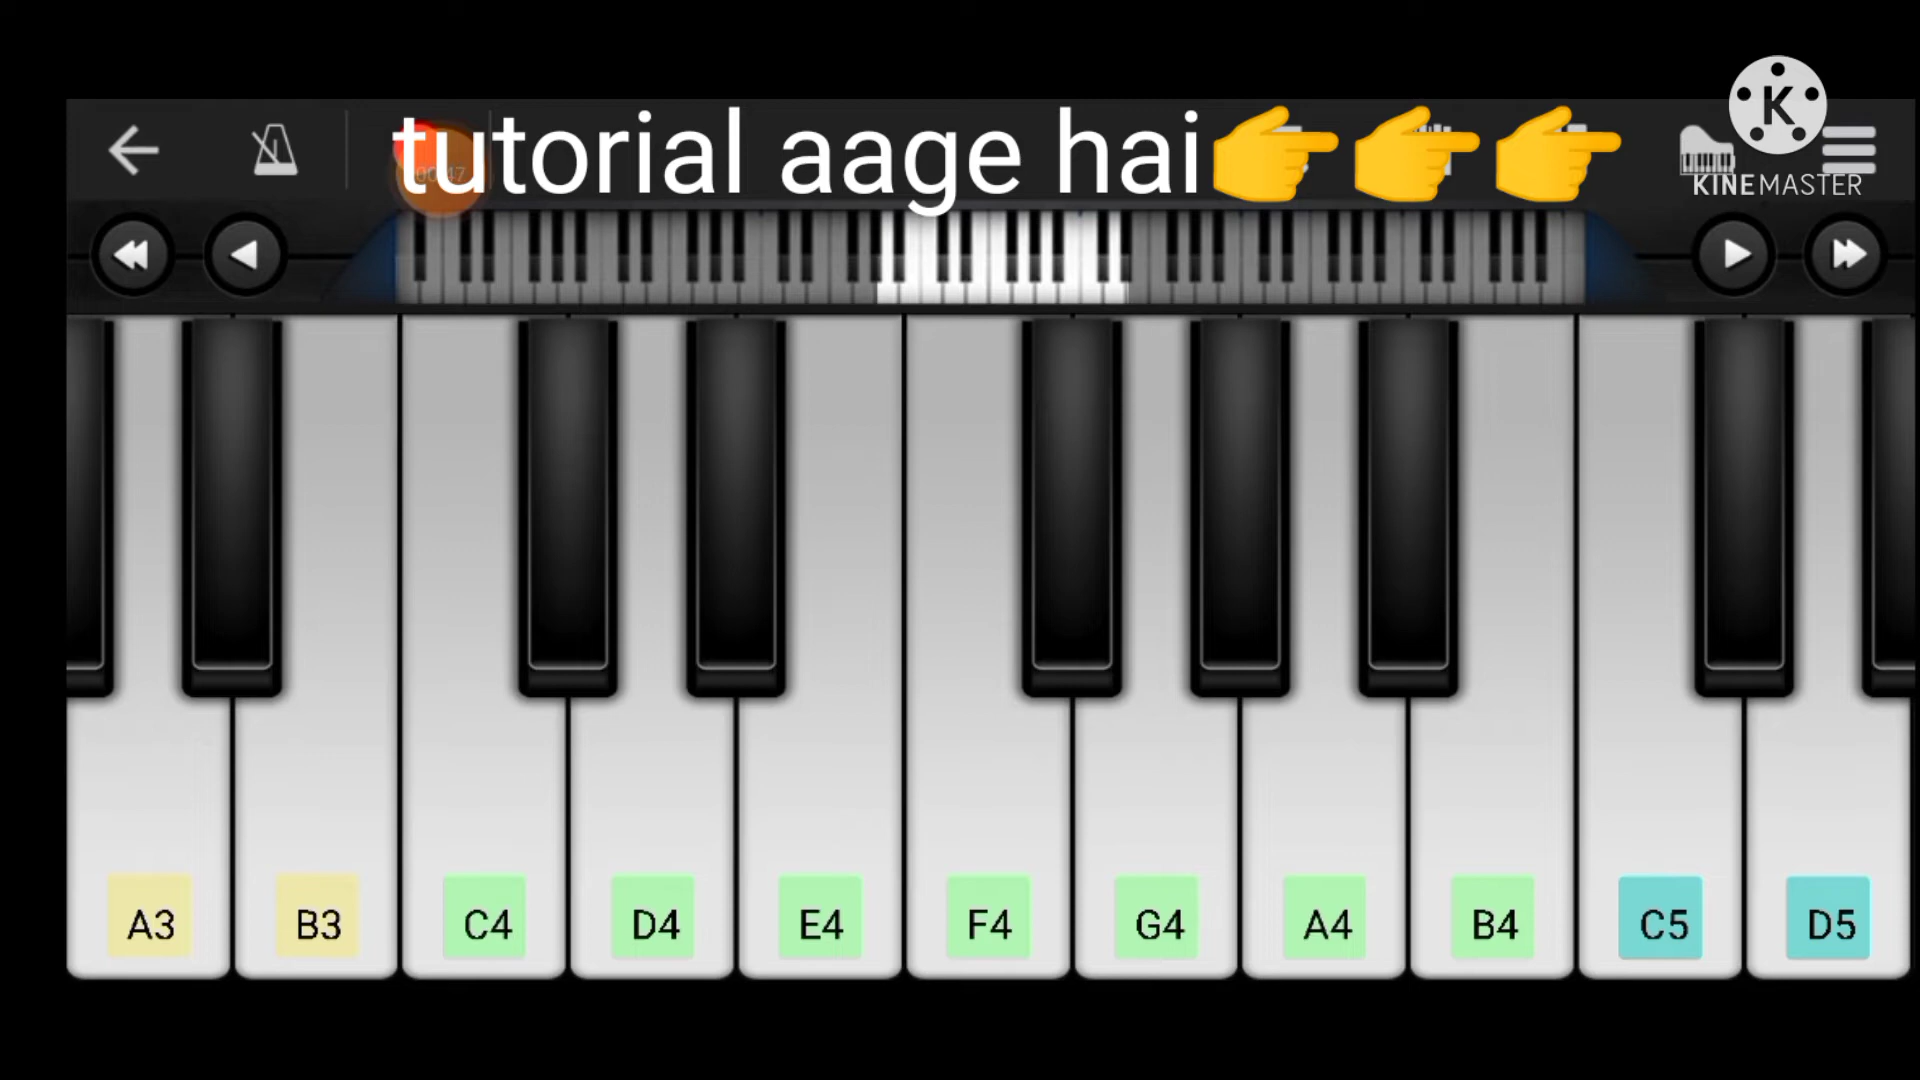 tutorial aage hai👉👉👉
KINEMASTER
A3 B3 C4 D4 E4 F4 G4 A4 B4 C5 D5